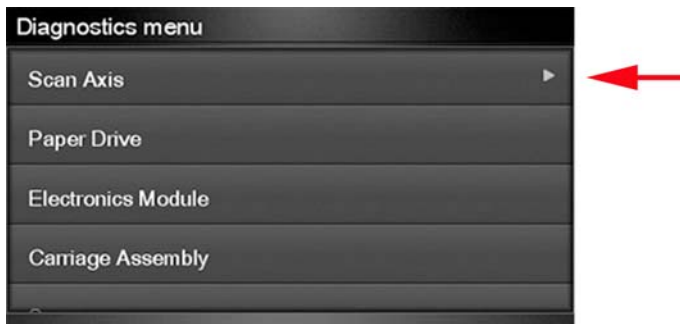 Diagnostics menu
Scan Axis
Paper Drive
Electronics Module
Carriage Assembly